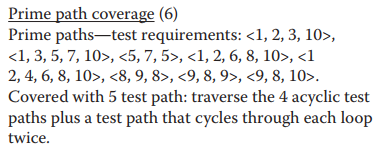 Prime path coverage (6)
Prime paths—test requirements: <1, 2, 3, 10>,
<1, 3, 5, 7, 10>, <5, 7, 5>, <1, 2, 6, 8, 10>, <1
2, 4, 6, 8, 10>, <8, 9, 8>, <9, 8, 9>, <9, 8, 10>.
Covered with 5 test path: traverse the 4 acyclic test
paths plus a test path that cycles through each loop
twice.